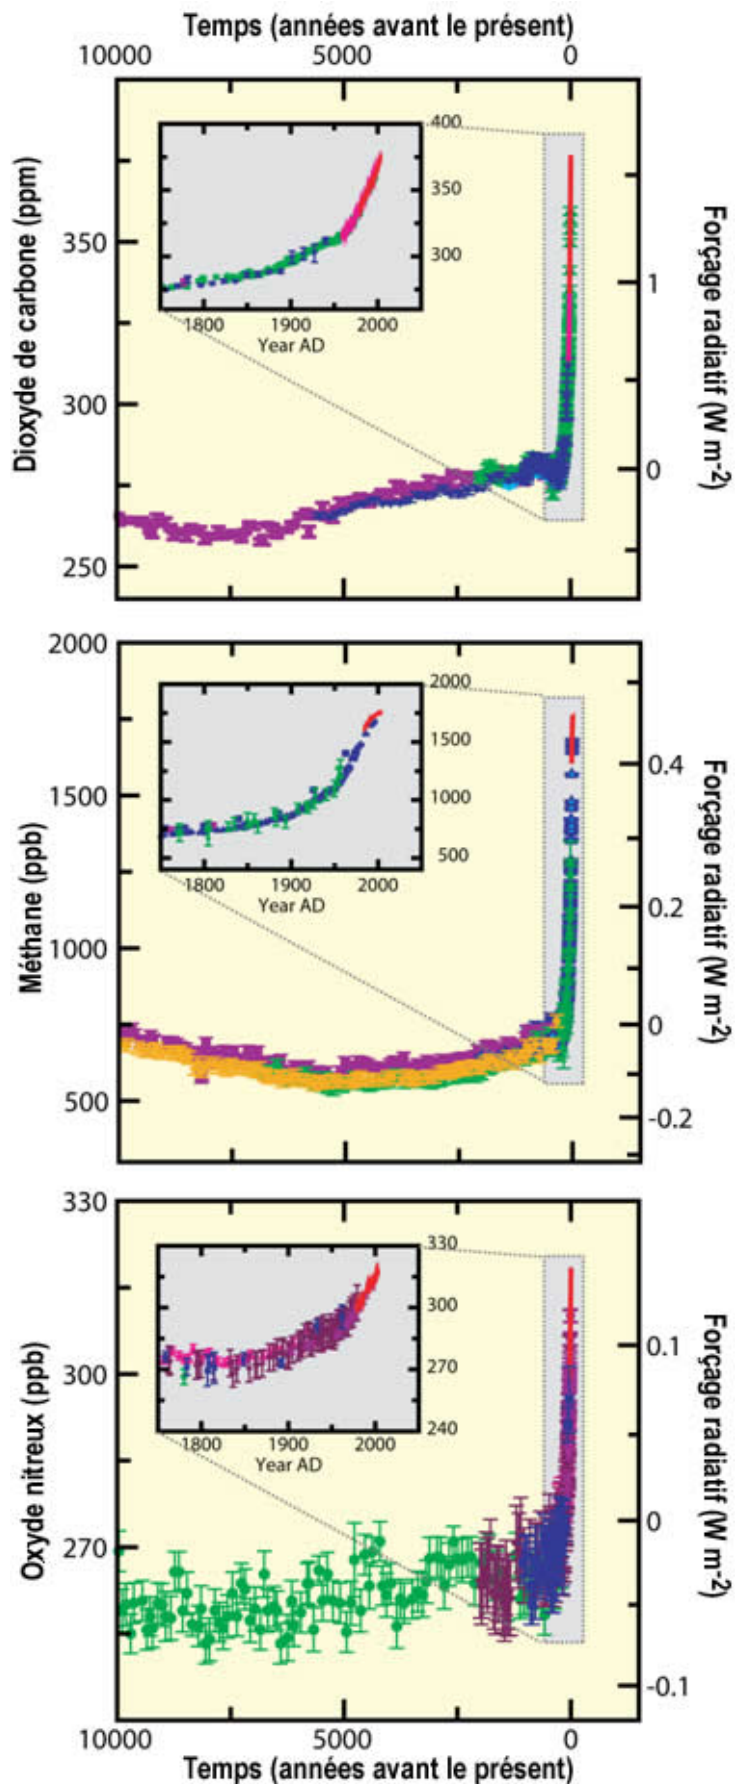 Temps (années avant le présent)
10000 5000 0
Dioxyde de carbone (ppm)
350
300
250
400
350
300
1800 1900 2000
Year AD
1
0
Forçage radiatif (W m-2)
Méthane (ppb)
2000
1500
1000
500
2000
1500
1000
500
1800 1900 2000
Year AD
0.4
0.2
0
-0.2
Forçage radiatif (W m-2)
Oxyde nitreux (ppb)
330
300
270
330
300
270
240
1800 1900 2000
Year AD
0.1
0
-0.1
Forçage radiatif (W m-2)
10000 5000 0
Temps (années avant le présent)